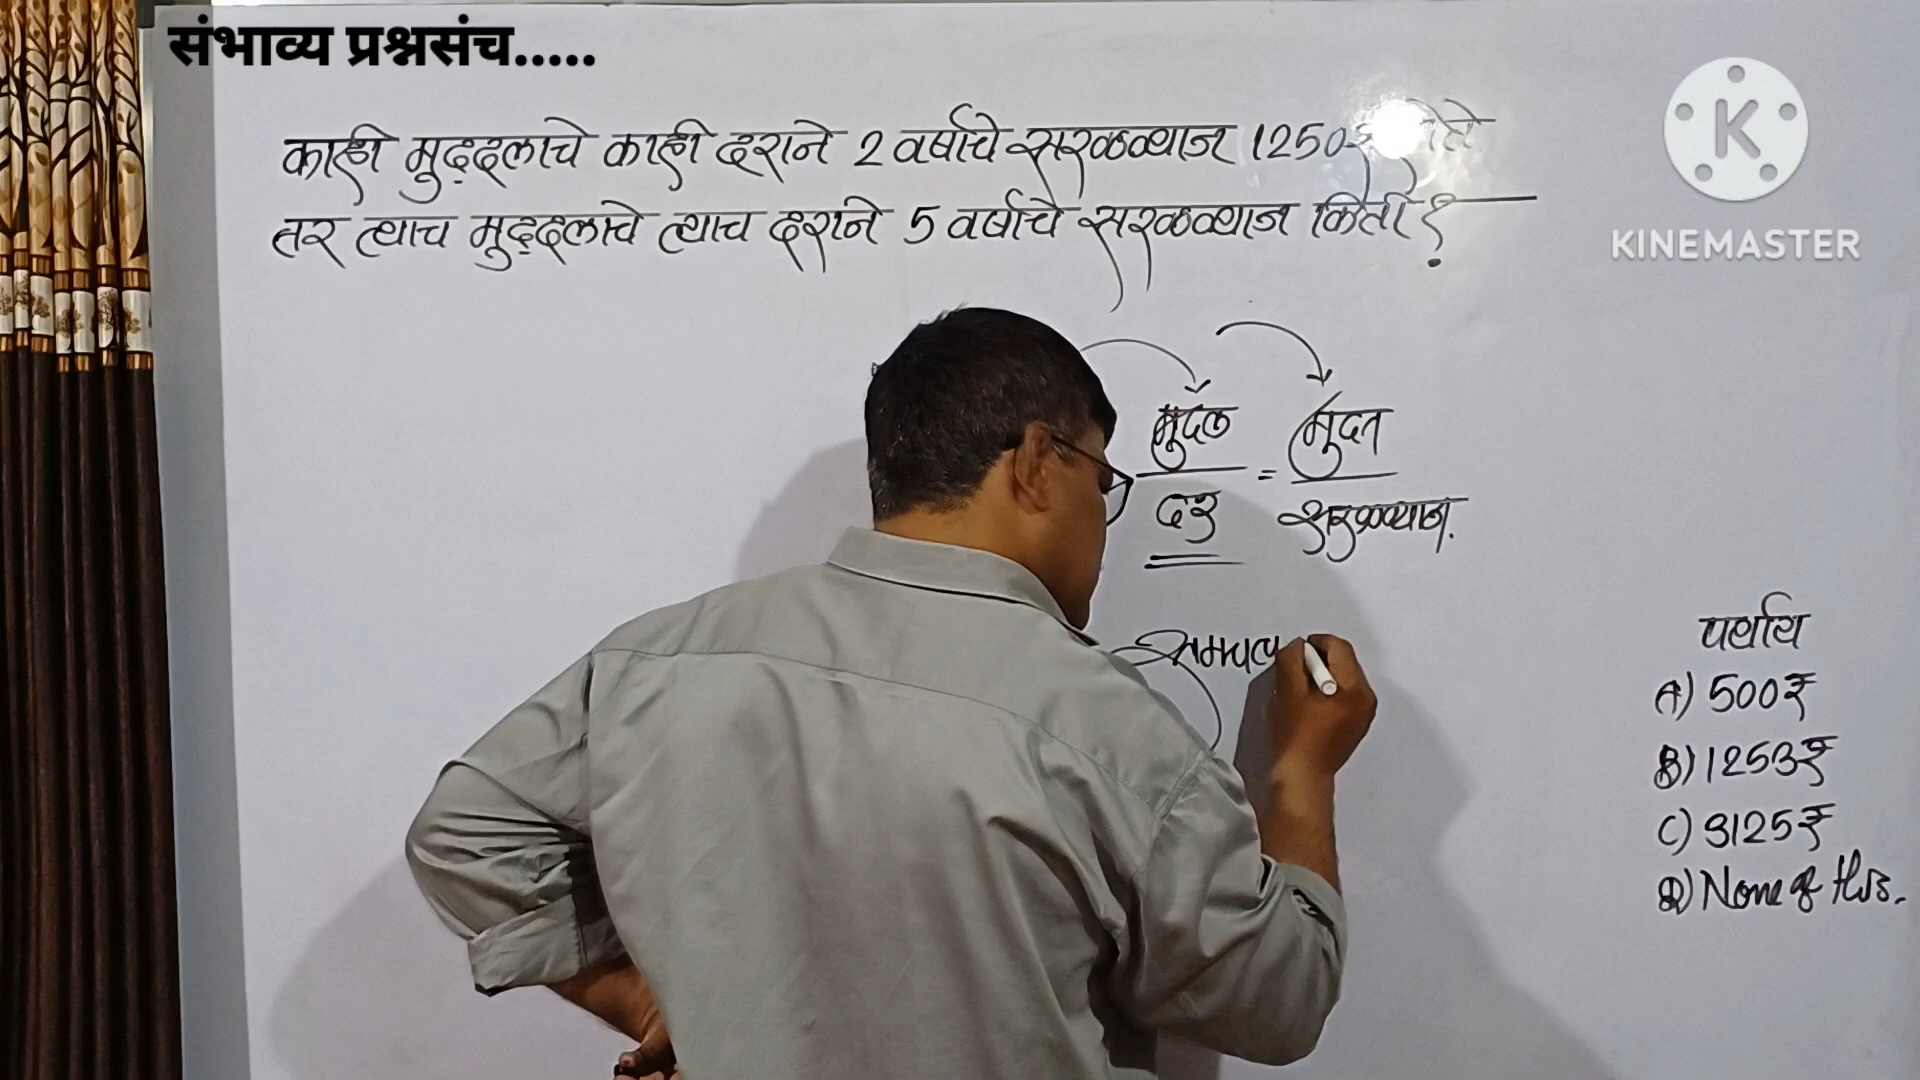 संभाव्य प्रश्नसंच.....
काही मुद्दलाचे काही दराने 2 वर्षाचे सरळव्याज 1250₹ होते
तर त्याच मुद्दलाचे त्याच दराने 5 वर्षाचे सरळव्याज किती?
K
KINEMASTER
मुदल = मुदत
दर सरळव्याज.
समचल
पर्याय
A) 500₹
B) 1253₹
C) 3125₹
D) None of this.